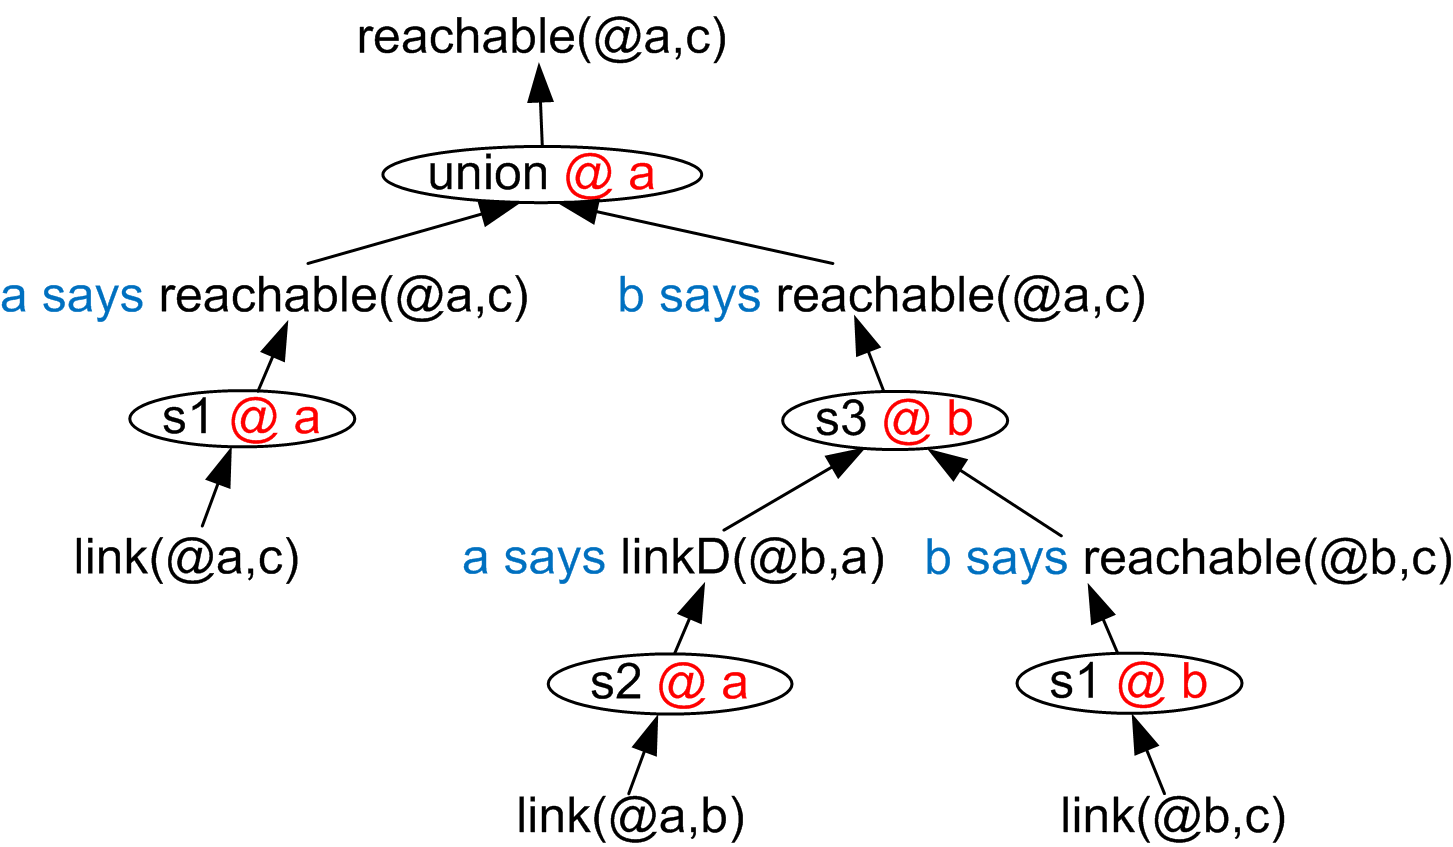 reachable(@a,c)
union @ a
a says reachable(@a,c)
b says reachable(@a,c)
s1 @ a
s3 @ b
link(@a,c)
a says linkD(@b,a)
b says reachable(@b,c)
s2 @ a
s1 @ b
link(@a,b)
link(@b,c)